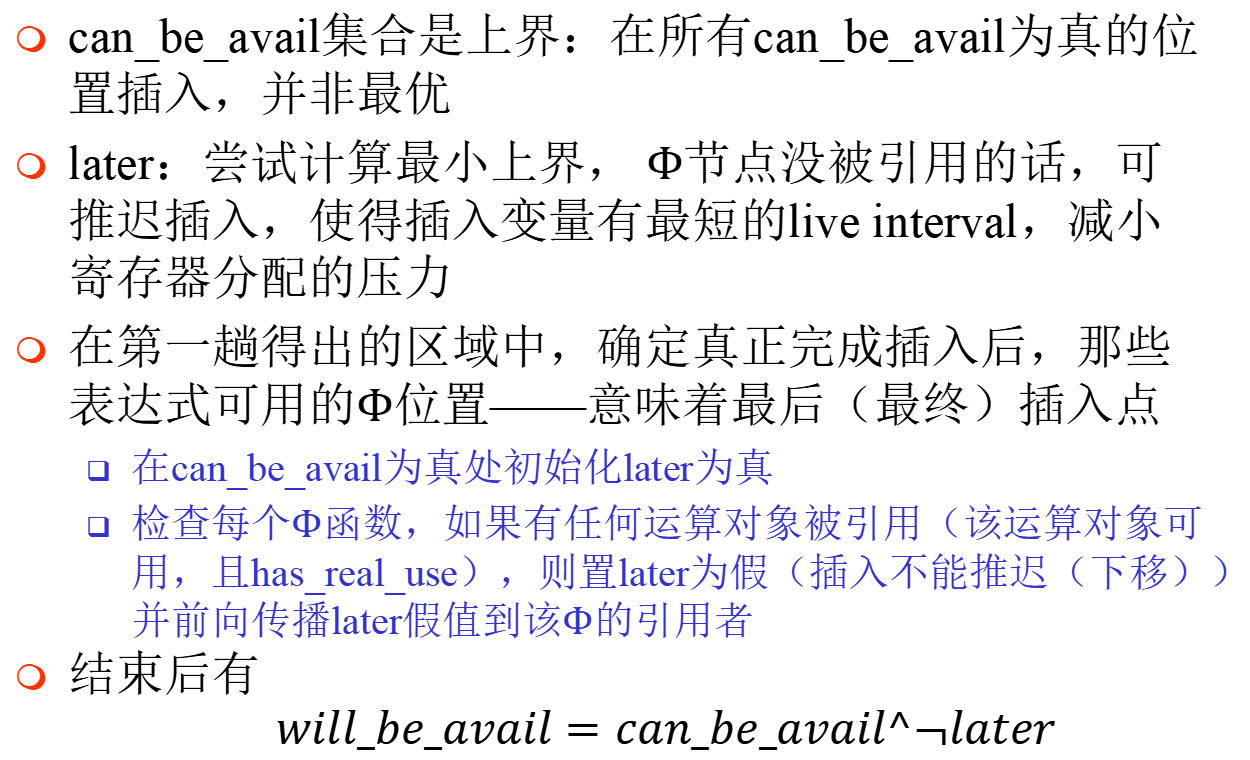 can_be_avail集合是上界：在所有can_be_avail为真的位
置插入，并非最优
later：尝试计算最小上界， Φ节点没被引用的话，可
推迟插入，使得插入变量有最短的live interval，减小
寄存器分配的压力
在第一趟得出的区域中，确定真正完成插入后，那些
表达式可用的Φ位置——意味着最后（最终）插入点
在can_be_avail为真处初始化later为真
检查每个Φ函数，如果有任何运算对象被引用（该运算对象可
用，且has_real_use），则置later为假（插入不能推迟（下移））
并前向传播later假值到该Φ的引用者
结束后有
will_be_avail = can_be_avail^¬later